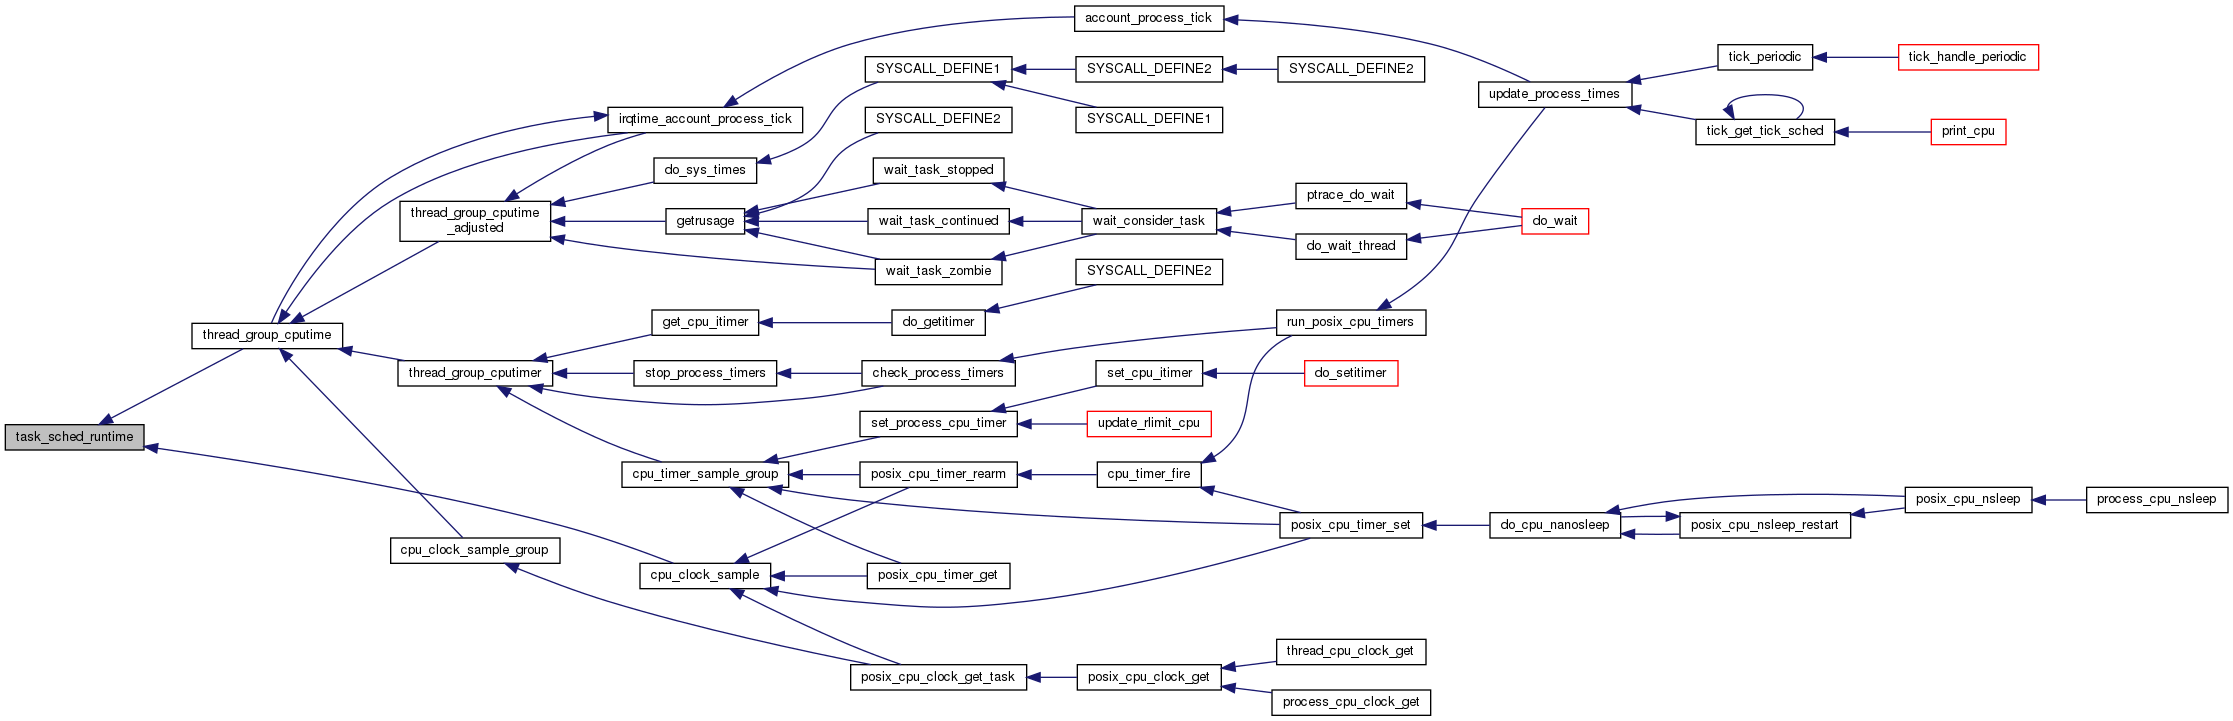 account_process_tick
tick_periodic
tick_handle_periodic
SYSCALL_DEFINE1
SYSCALL_DEFINE2
SYSCALL_DEFINE2
update_process_times
irqtime_account_process_tick
SYSCALL_DEFINE2
SYSCALL_DEFINE1
tick_get_tick_sched
print_cpu
do_sys_times
wait_task_stopped
ptrace_do_wait
thread_group_cputime
_adjusted
getrusage
wait_task_continued
wait_consider_task
do_wait
do_wait_thread
wait_task_zombie
SYSCALL_DEFINE2
thread_group_cputime
get_cpu_itimer
do_getitimer
run_posix_cpu_timers
thread_group_cputimer
stop_process_timers
check_process_timers
set_cpu_itimer
do_setitimer
set_process_cpu_timer
update_rlimit_cpu
task_sched_runtime
cpu_timer_sample_group
posix_cpu_timer_rearm
cpu_timer_fire
posix_cpu_nsleep
process_cpu_nsleep
posix_cpu_timer_set
do_cpu_nanosleep
posix_cpu_nsleep_restart
cpu_clock_sample_group
cpu_clock_sample
posix_cpu_timer_get
thread_cpu_clock_get
posix_cpu_clock_get_task
posix_cpu_clock_get
process_cpu_clock_get